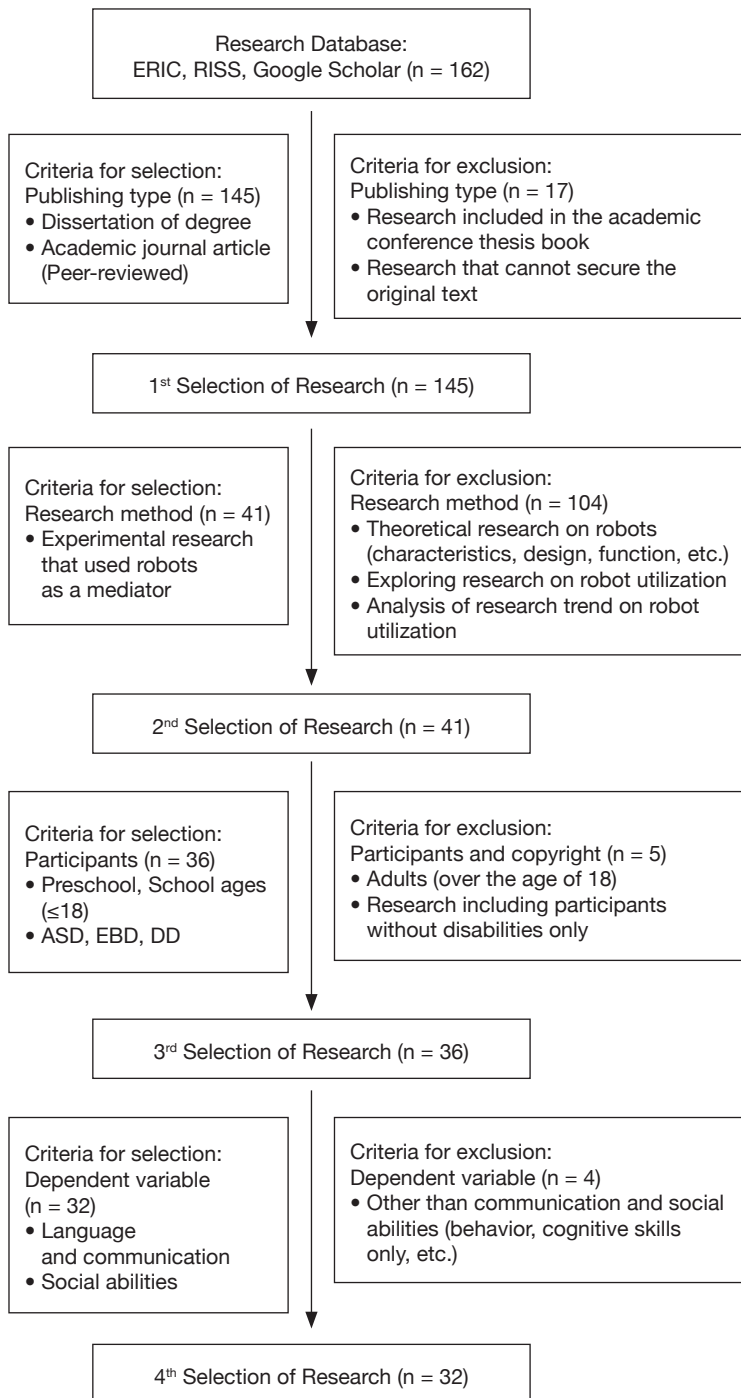 Research Database:
ERIC, RISS, Google Scholar (n = 162)
Criteria for selection:
Publishing type (n = 145)
• Dissertation of degree
• Academic journal article
(Peer-reviewed)
Criteria for exclusion:
Publishing type (n = 17)
• Research included in the academic
conference thesis book
• Research that cannot secure the
original text
1st Selection of Research (n = 145)
Criteria for selection:
Research method (n = 41)
• Experimental research
that used robots
as a mediator
Criteria for exclusion:
Research method (n = 104)
• Theoretical research on robots
(characteristics, design, function, etc.)
• Exploring research on robot utilization
• Analysis of research trend on robot
utilization
2nd Selection of Research (n = 41)
Criteria for selection:
Participants (n = 36)
• Preschool, School ages
(≤18)
• ASD, EBD, DD
Criteria for exclusion:
Participants and copyright (n = 5)
• Adults (over the age of 18)
• Research including participants
without disabilities only
3rd Selection of Research (n = 36)
Criteria for selection:
Dependent variable
(n = 32)
• Language
and communication
• Social abilities
Criteria for exclusion:
Dependent variable (n = 4)
• Other than communication and social
abilities (behavior, cognitive skills
only, etc.)
4th Selection of Research (n = 32)